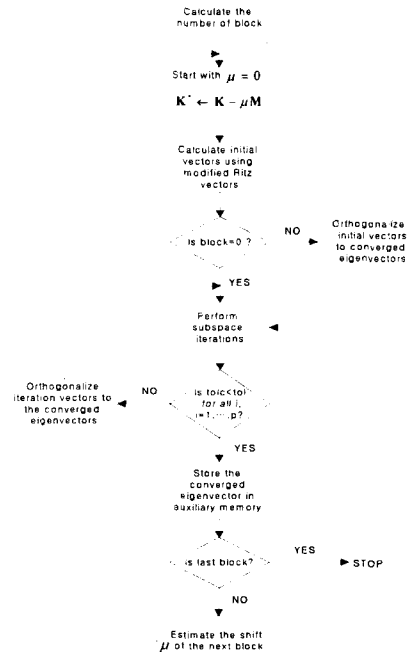 Calculate the
number of block
Start with μ = 0
K* ← K − μM
Calculate initial
vectors using
modified Ritz
vectors
Is block=0 ?
NO
Orthogonalize
initial vectors
to converged
eigenvectors
YES
Perform
subspace
iterations
Is tolc<tol
for all i,
i=1,...,p?
NO
Orthogonalize
iteration vectors to
the converged
eigenvectors
YES
Store the
converged
eigenvector in
auxiliary memory
is last block?
YES
STOP
NO
Estimate the shift
μ of the next block